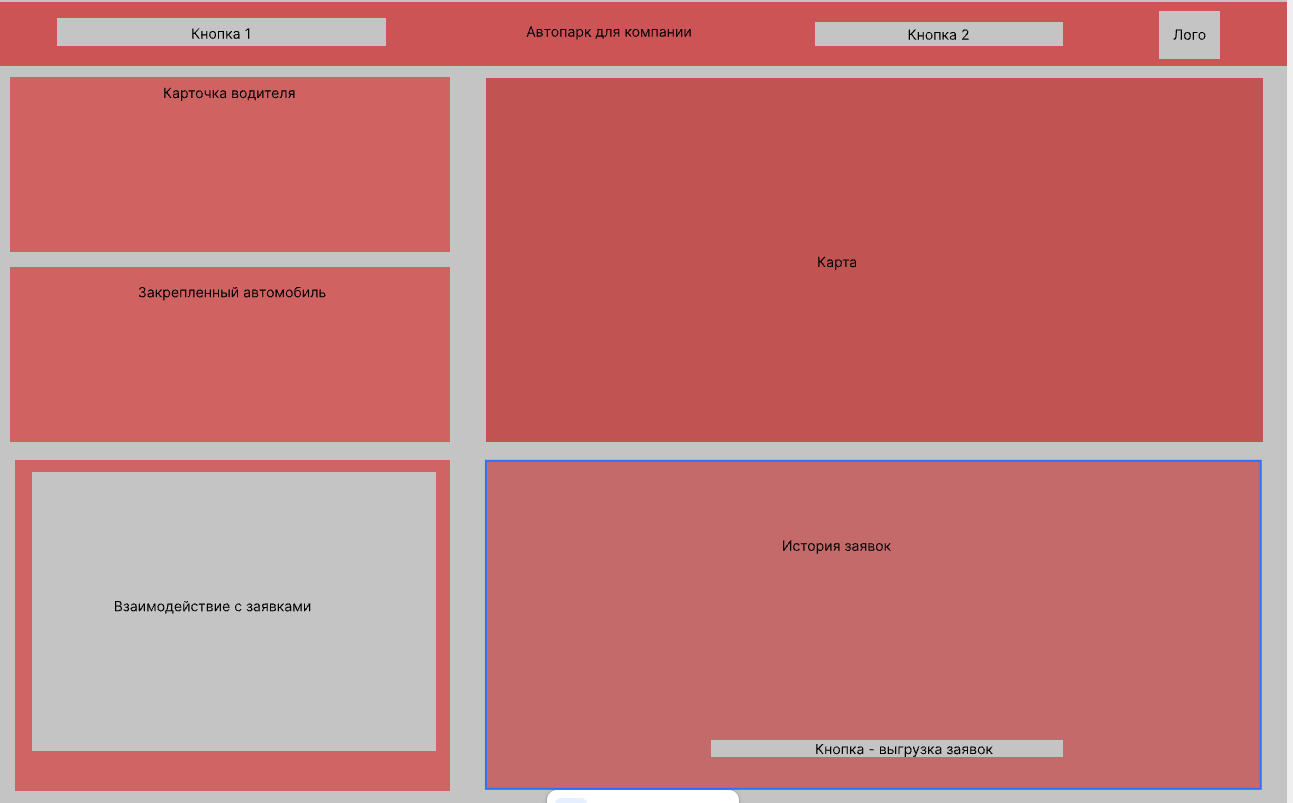 Кнопка 1
Автопарк для компании
Кнопка 2
Лого
Карточка водителя
Закрепленный автомобиль
Карта
Взаимодействие с заявками
История заявок
Кнопка - выгрузка заявок